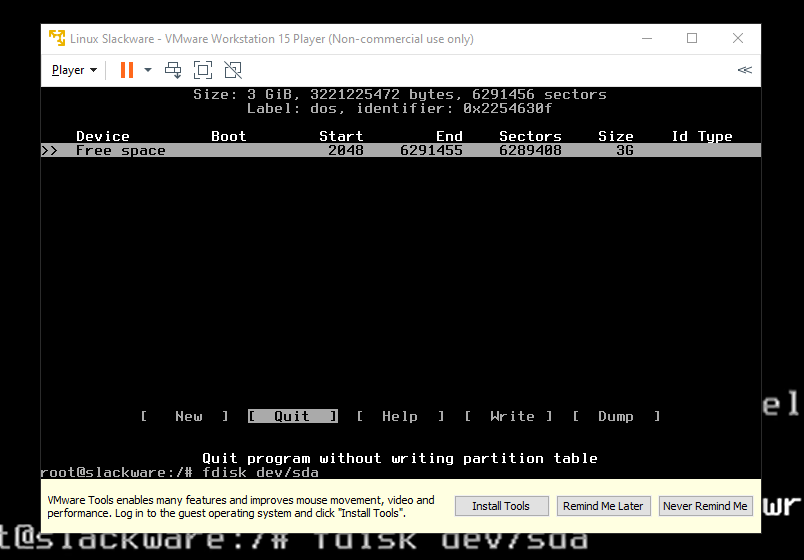 Linux Slackware - VMware Workstation 15 Player (Non-commercial use only)
Player
Size: 3 GiB, 3221225472 bytes, 6291456 sectors
Label: dos, identifier: 0x2254630f
Device Boot Start End Sectors Size Id Type
>> Free space 2048 6291455 6289408 3G
[ New ] [ Quit ] [ Help ] [ Write ] [ Dump ]
Quit program without writing partition table
root@slackware:/# fdisk dev/sda
VMware Tools enables many features and improves mouse movement, video and
performance. Log in to the guest operating system and click "Install Tools".
Install Tools Remind Me Later Never Remind Me
el
wr
t@slackware:/# fdisk dev/sda